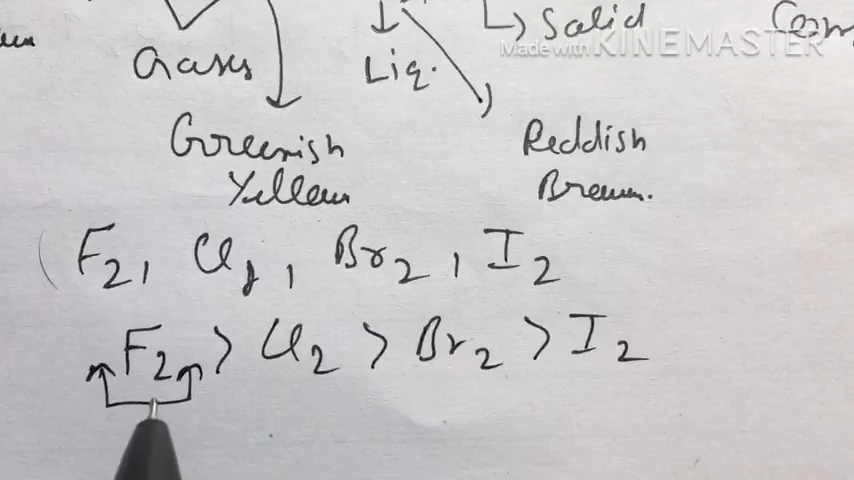 Solid
Made with KINEMASTER
Gases
Liq.
Greenish
Yellow
Reddish
Brown.
F2, Cl2, Br2, I2
F2 > Cl2 > Br2 > I2